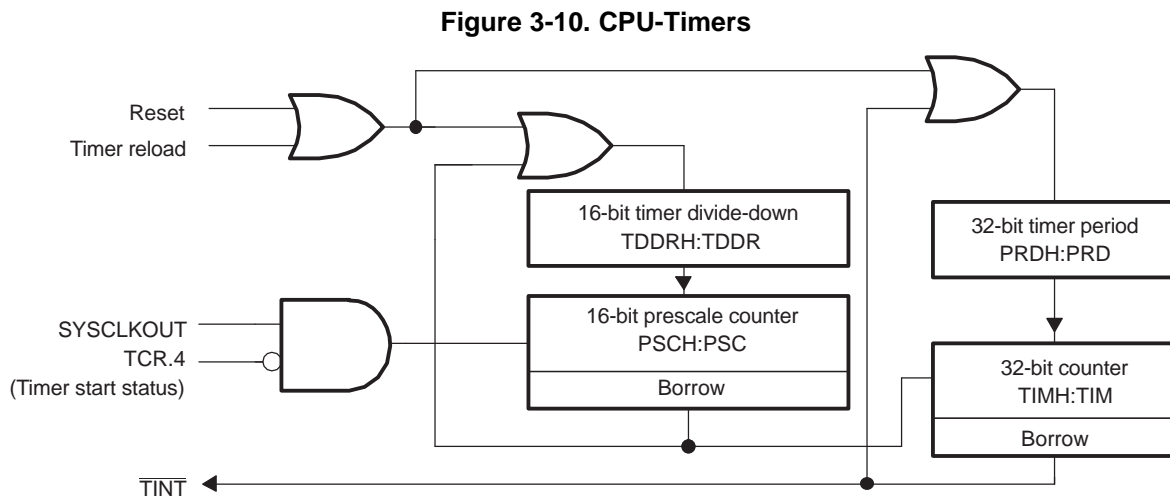 Figure 3-10. CPU-Timers
Reset
Timer reload
16-bit timer divide-down
TDDRH:TDDR
32-bit timer period
PRDH:PRD
SYSCLKOUT
TCR.4
(Timer start status)
16-bit prescale counter
PSCH:PSC
Borrow
32-bit counter
TIMH:TIM
Borrow
TINT